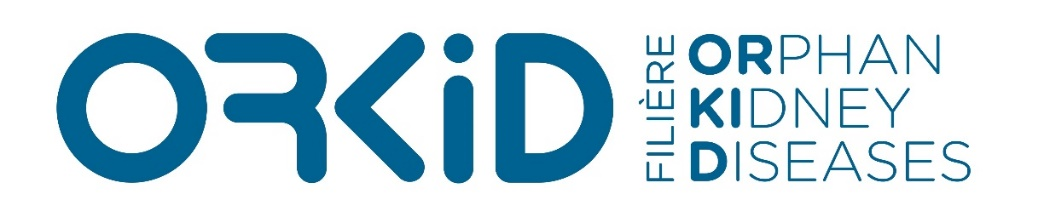 ORKiD
FILIÈRE
ORPHAN
KIDNEY
DISEASES